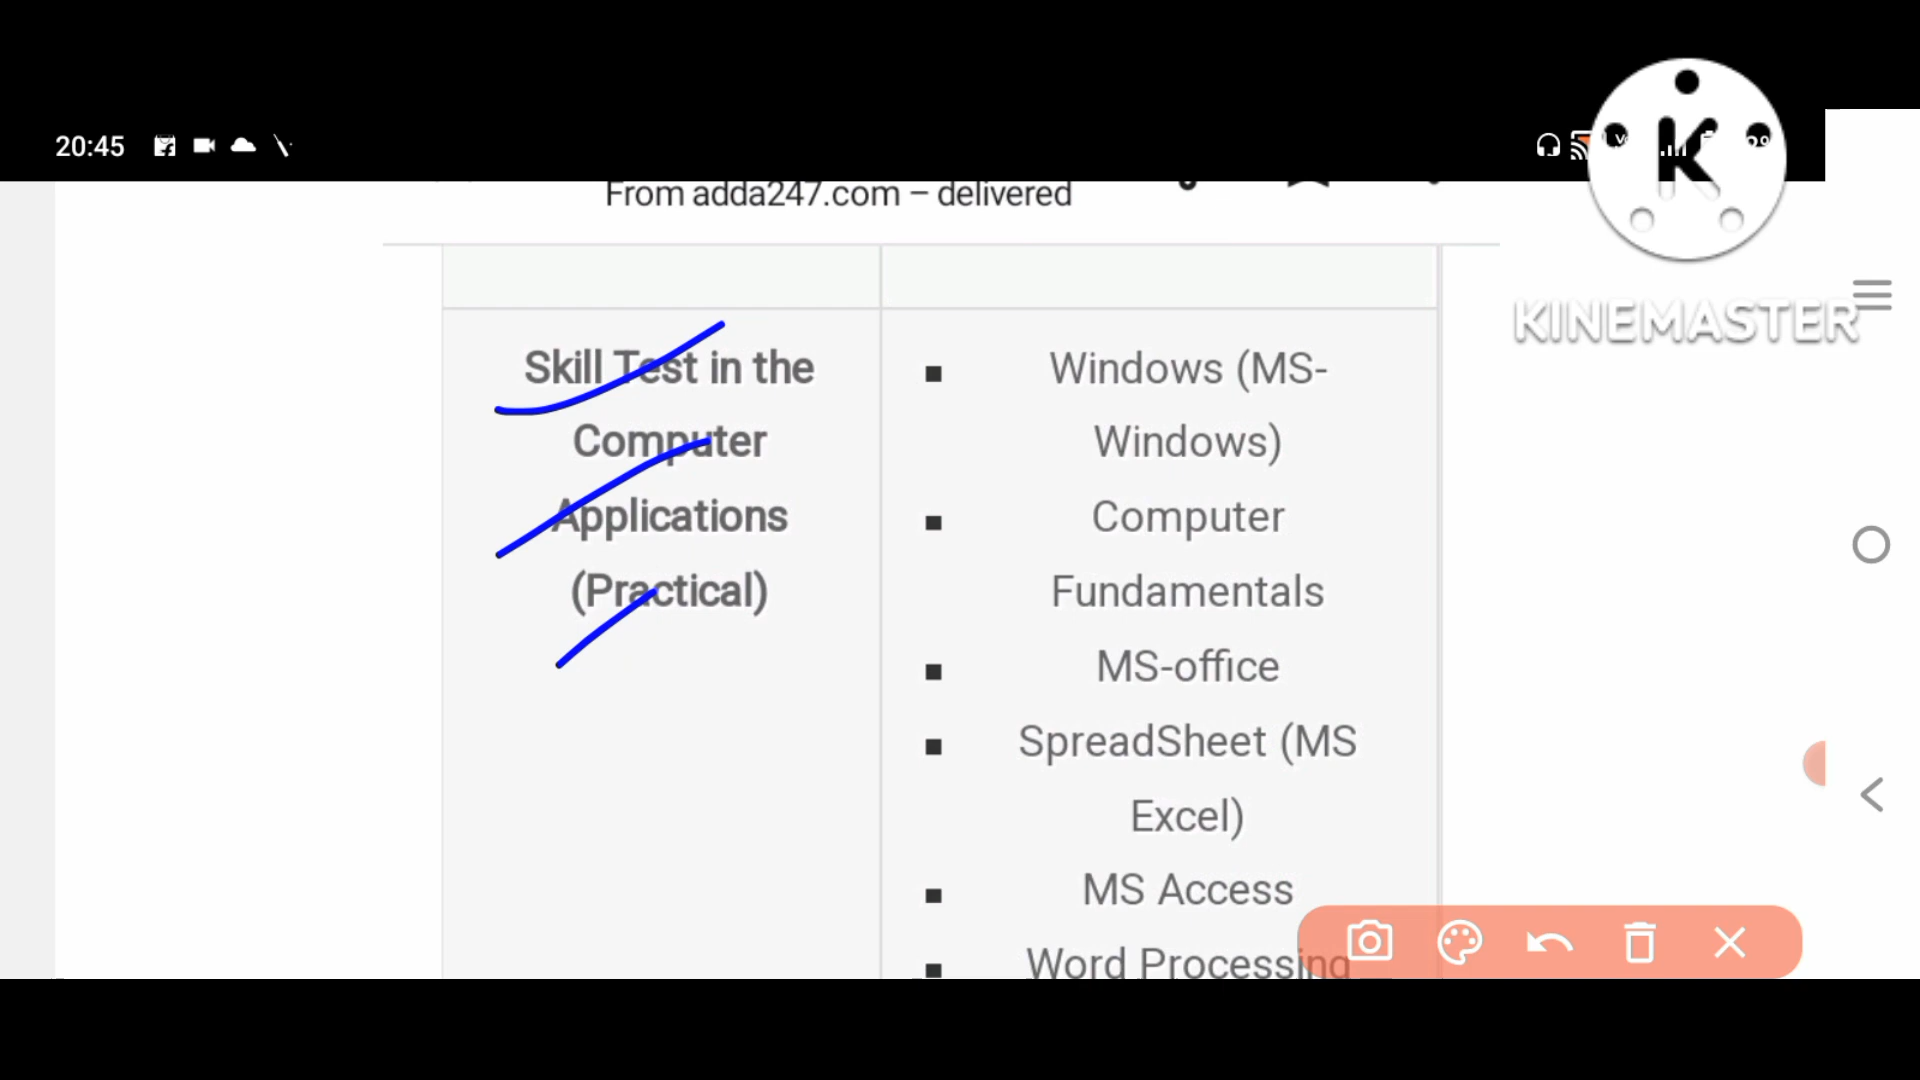 20:45
From adda247.com – delivered
KINEMASTER
Skill Test in the
Computer
Applications
(Practical)
■ Windows (MS-
Windows)
■ Computer
Fundamentals
■ MS-office
■ SpreadSheet (MS
Excel)
■ MS Access
■ Word Processing